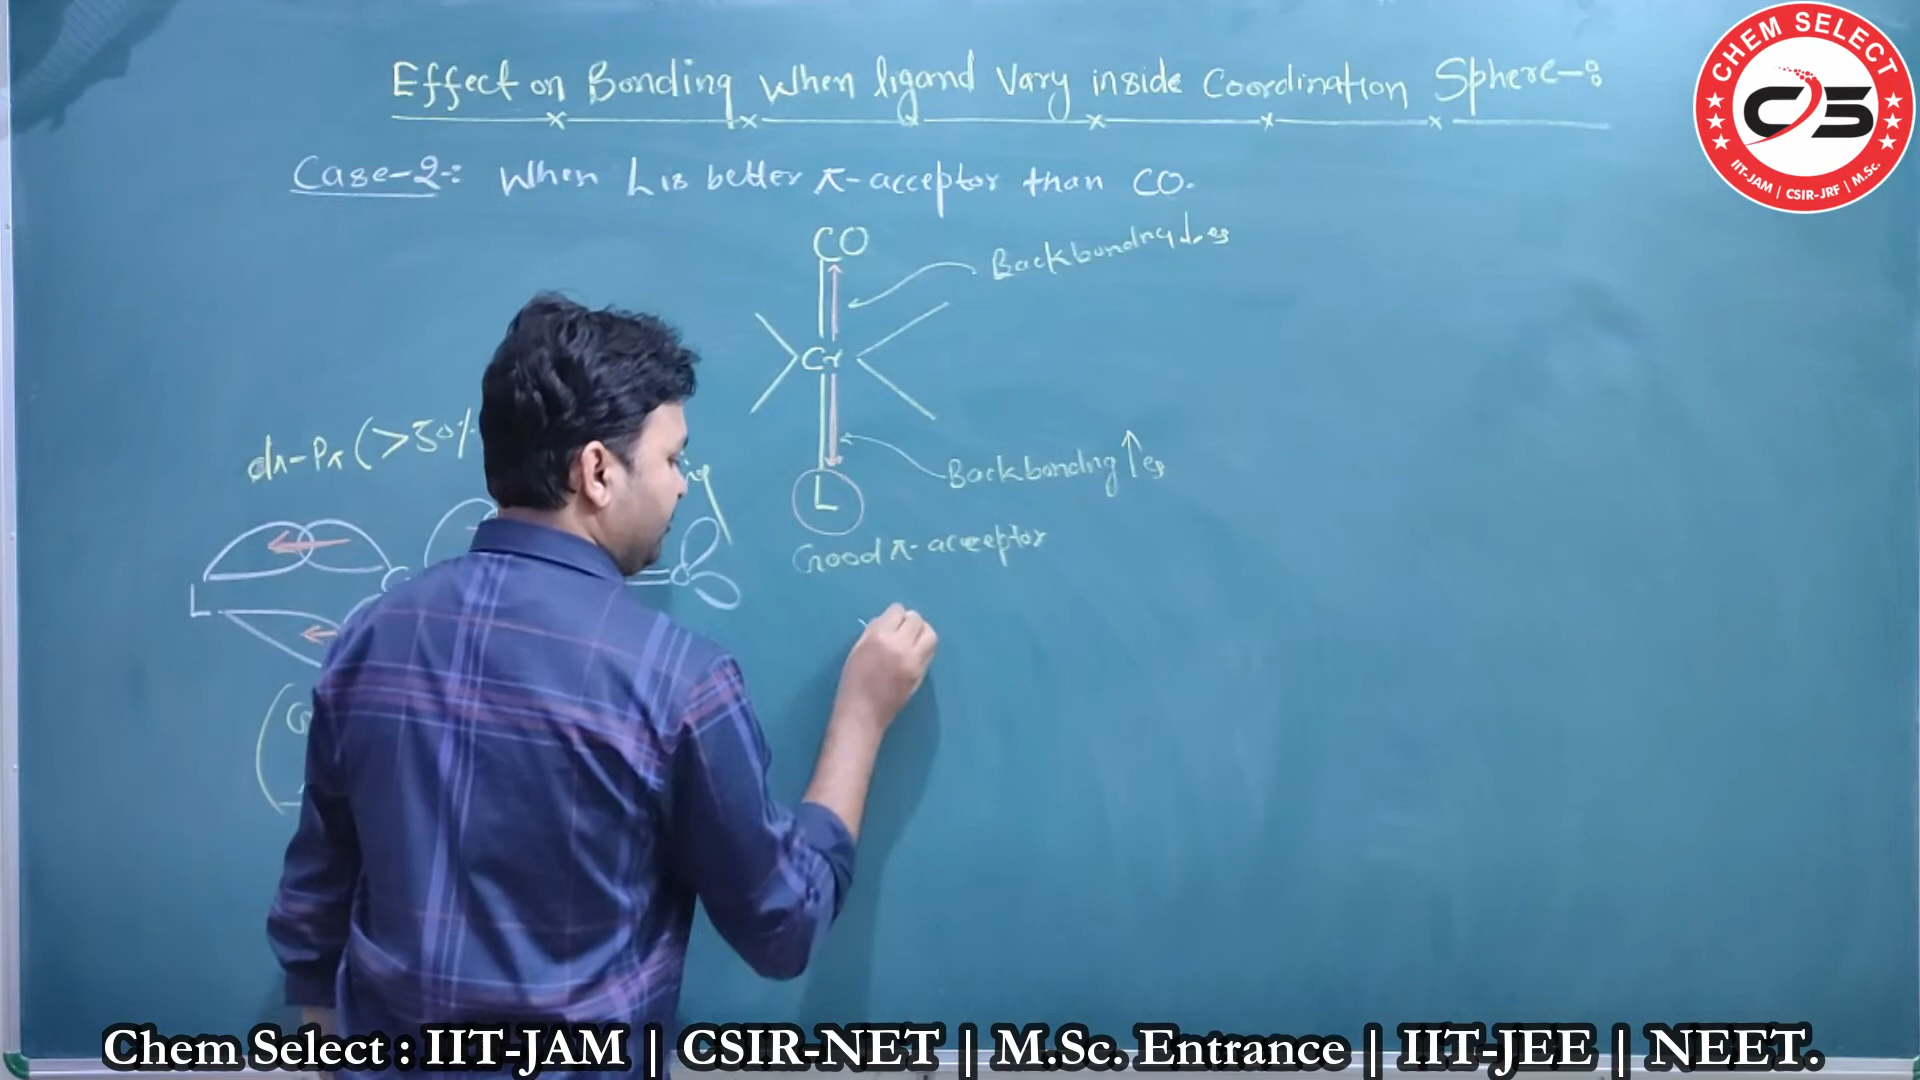 Effect on Bonding When ligand Vary inside Coordination Sphere-:
Case-2-: When L is better π-acceptor than CO.
CO
Backbonding ↓es
Cr
dπ-Pπ (>50%
Backbonding ↑es
L
Good π-acceptor
L
CHEM SELECT
CS
IIT-JAM | CSIR-JRF | M.Sc.
Chem Select : IIT-JAM | CSIR-NET | M.Sc. Entrance | IIT-JEE | NEET.